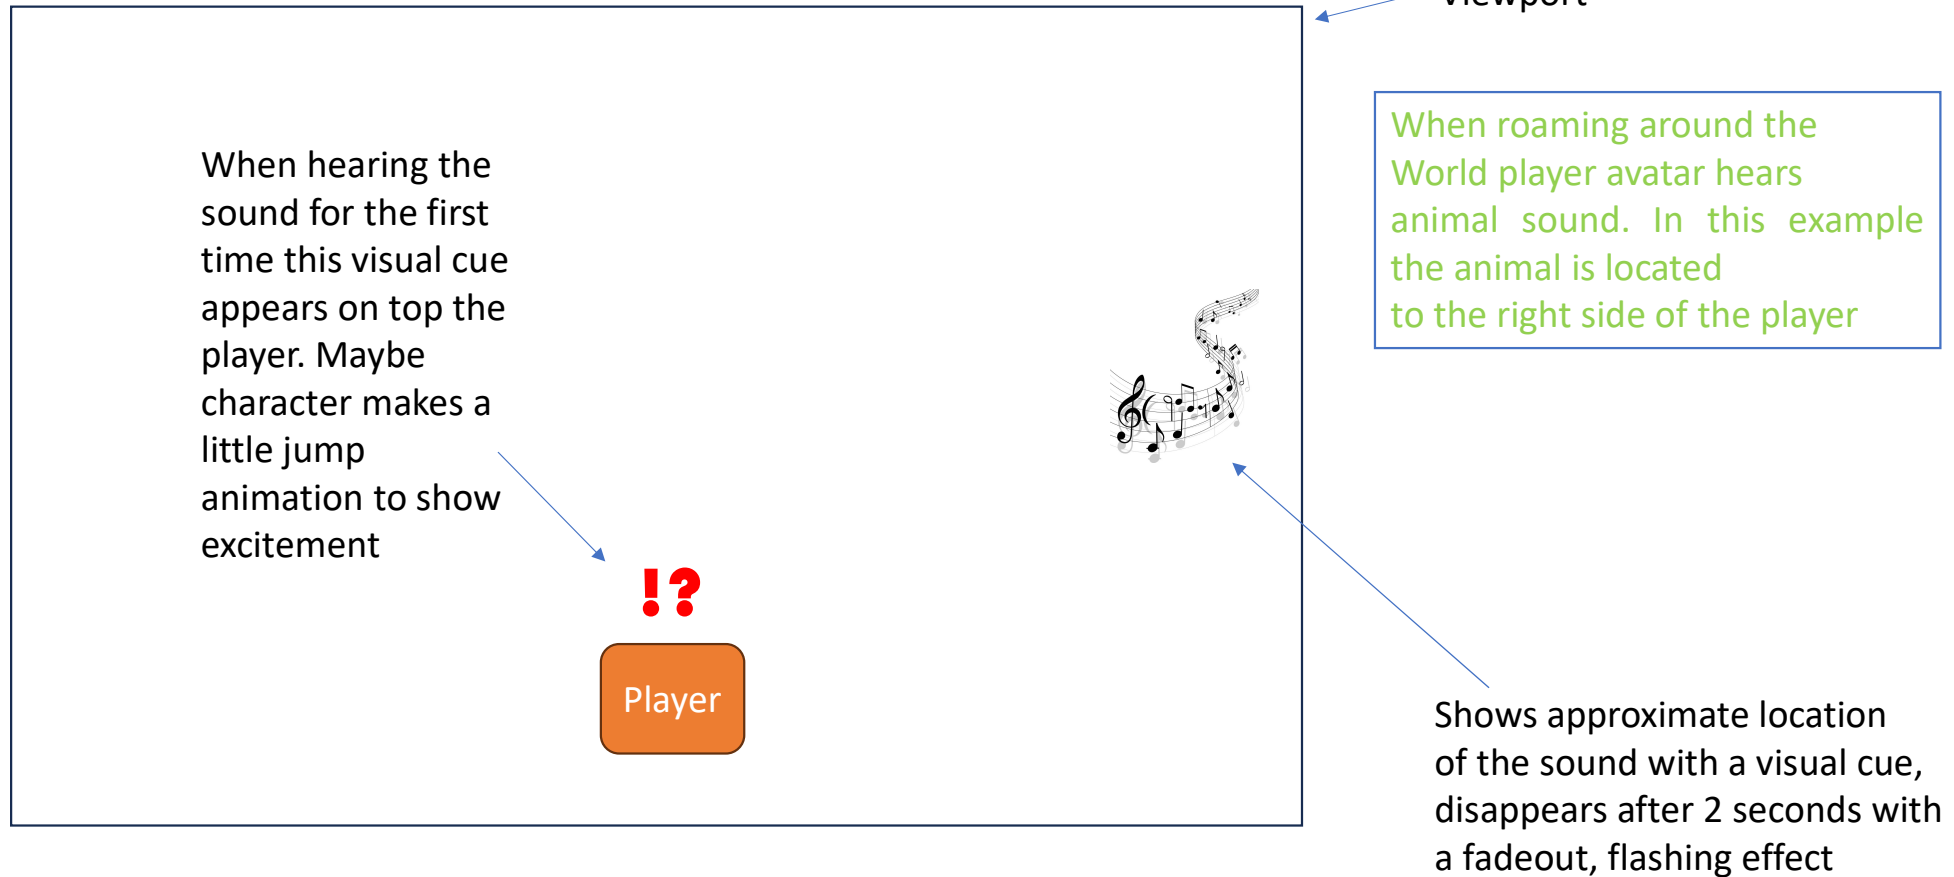 Viewport
When hearing the
sound for the first
time this visual cue
appears on top the
player. Maybe
character makes a
little jump
animation to show
excitement
When roaming around the
World player avatar hears
animal sound. In this example
the animal is located
to the right side of the player
!?
Player
Shows approximate location
of the sound with a visual cue,
disappears after 2 seconds with
a fadeout, flashing effect